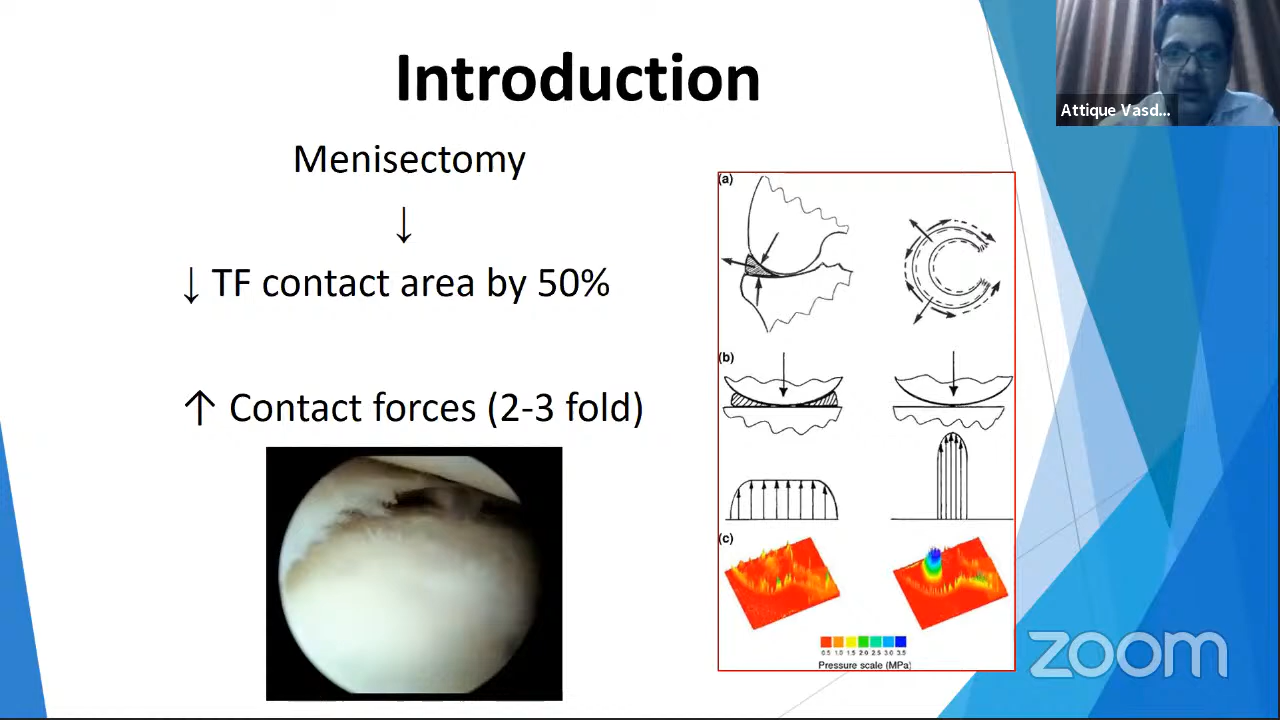 Introduction
Attique Vasd...
Menisectomy
↓
↓ TF contact area by 50%
↑ Contact forces (2-3 fold)
(a)
(b)
(c)
0.5 1.0 1.5 2.0 2.5 3.0 3.5
Pressure scale (MPa)
zoom